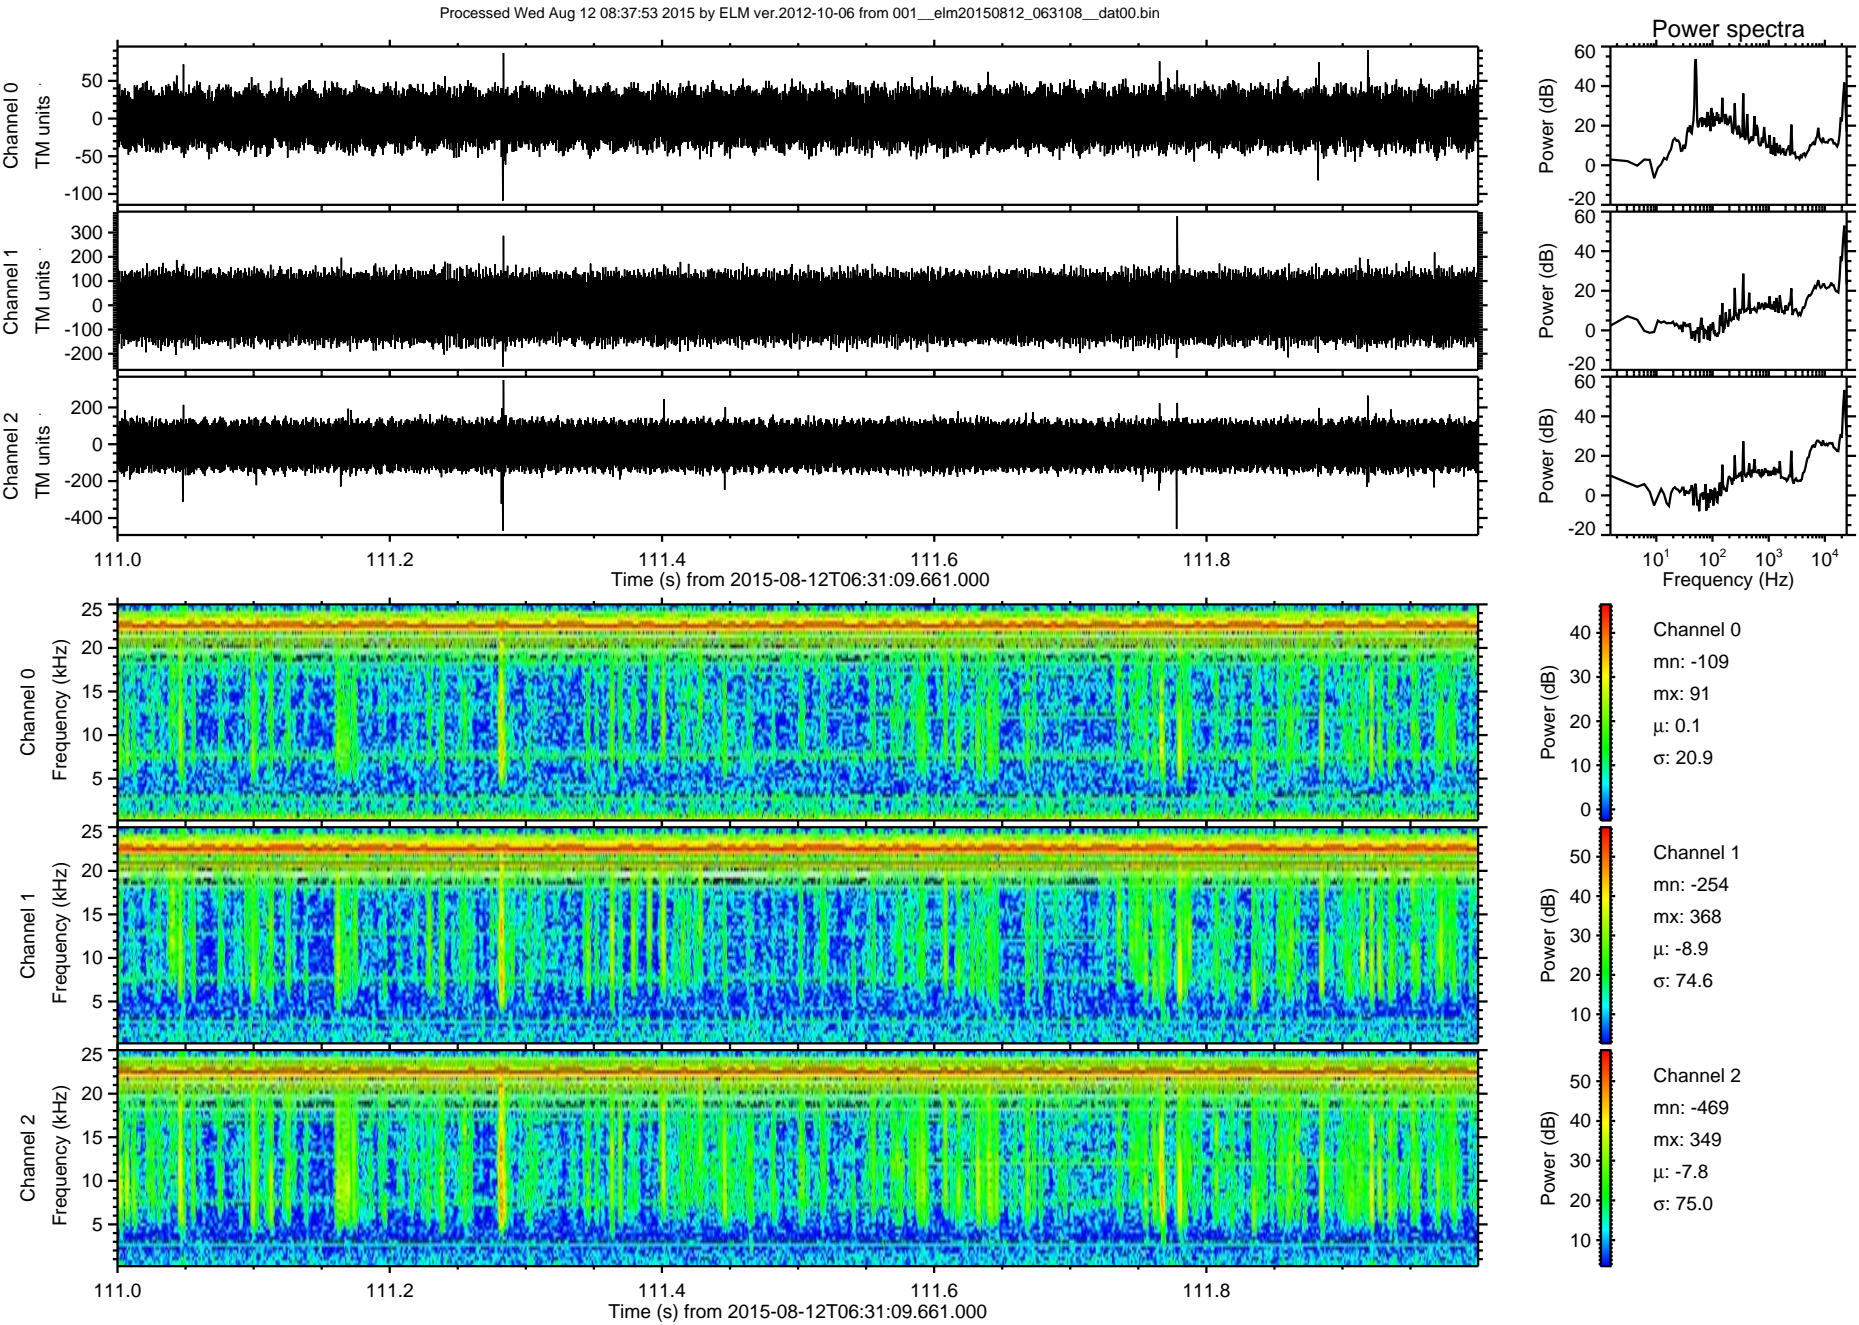 Processed Wed Aug 12 08:37:53 2015 by ELM ver.2012-10-06 from 001__elm20150812_063108__dat00.bin
Power spectra
Channel 0
TM units
50
0
-50
-100
Power (dB)
60
40
20
0
-20
Channel 1
TM units
300
200
100
0
-100
-200
Power (dB)
60
40
20
0
-20
Channel 2
TM units
200
0
-200
-400
Power (dB)
60
40
20
0
-20
111.0 111.2 111.4 111.6 111.8
Time (s) from 2015-08-12T06:31:09.661.000
10^1 10^2 10^3 10^4
Frequency (Hz)
Channel 0
Frequency (kHz)
25
20
15
10
5
Power (dB)
40
30
20
10
0
Channel 0
mn: -109
mx: 91
μ: 0.1
σ: 20.9
Channel 1
Frequency (kHz)
25
20
15
10
5
Power (dB)
50
40
30
20
10
Channel 1
mn: -254
mx: 368
μ: -8.9
σ: 74.6
Channel 2
Frequency (kHz)
25
20
15
10
5
Power (dB)
50
40
30
20
10
Channel 2
mn: -469
mx: 349
μ: -7.8
σ: 75.0
111.0 111.2 111.4 111.6 111.8
Time (s) from 2015-08-12T06:31:09.661.000